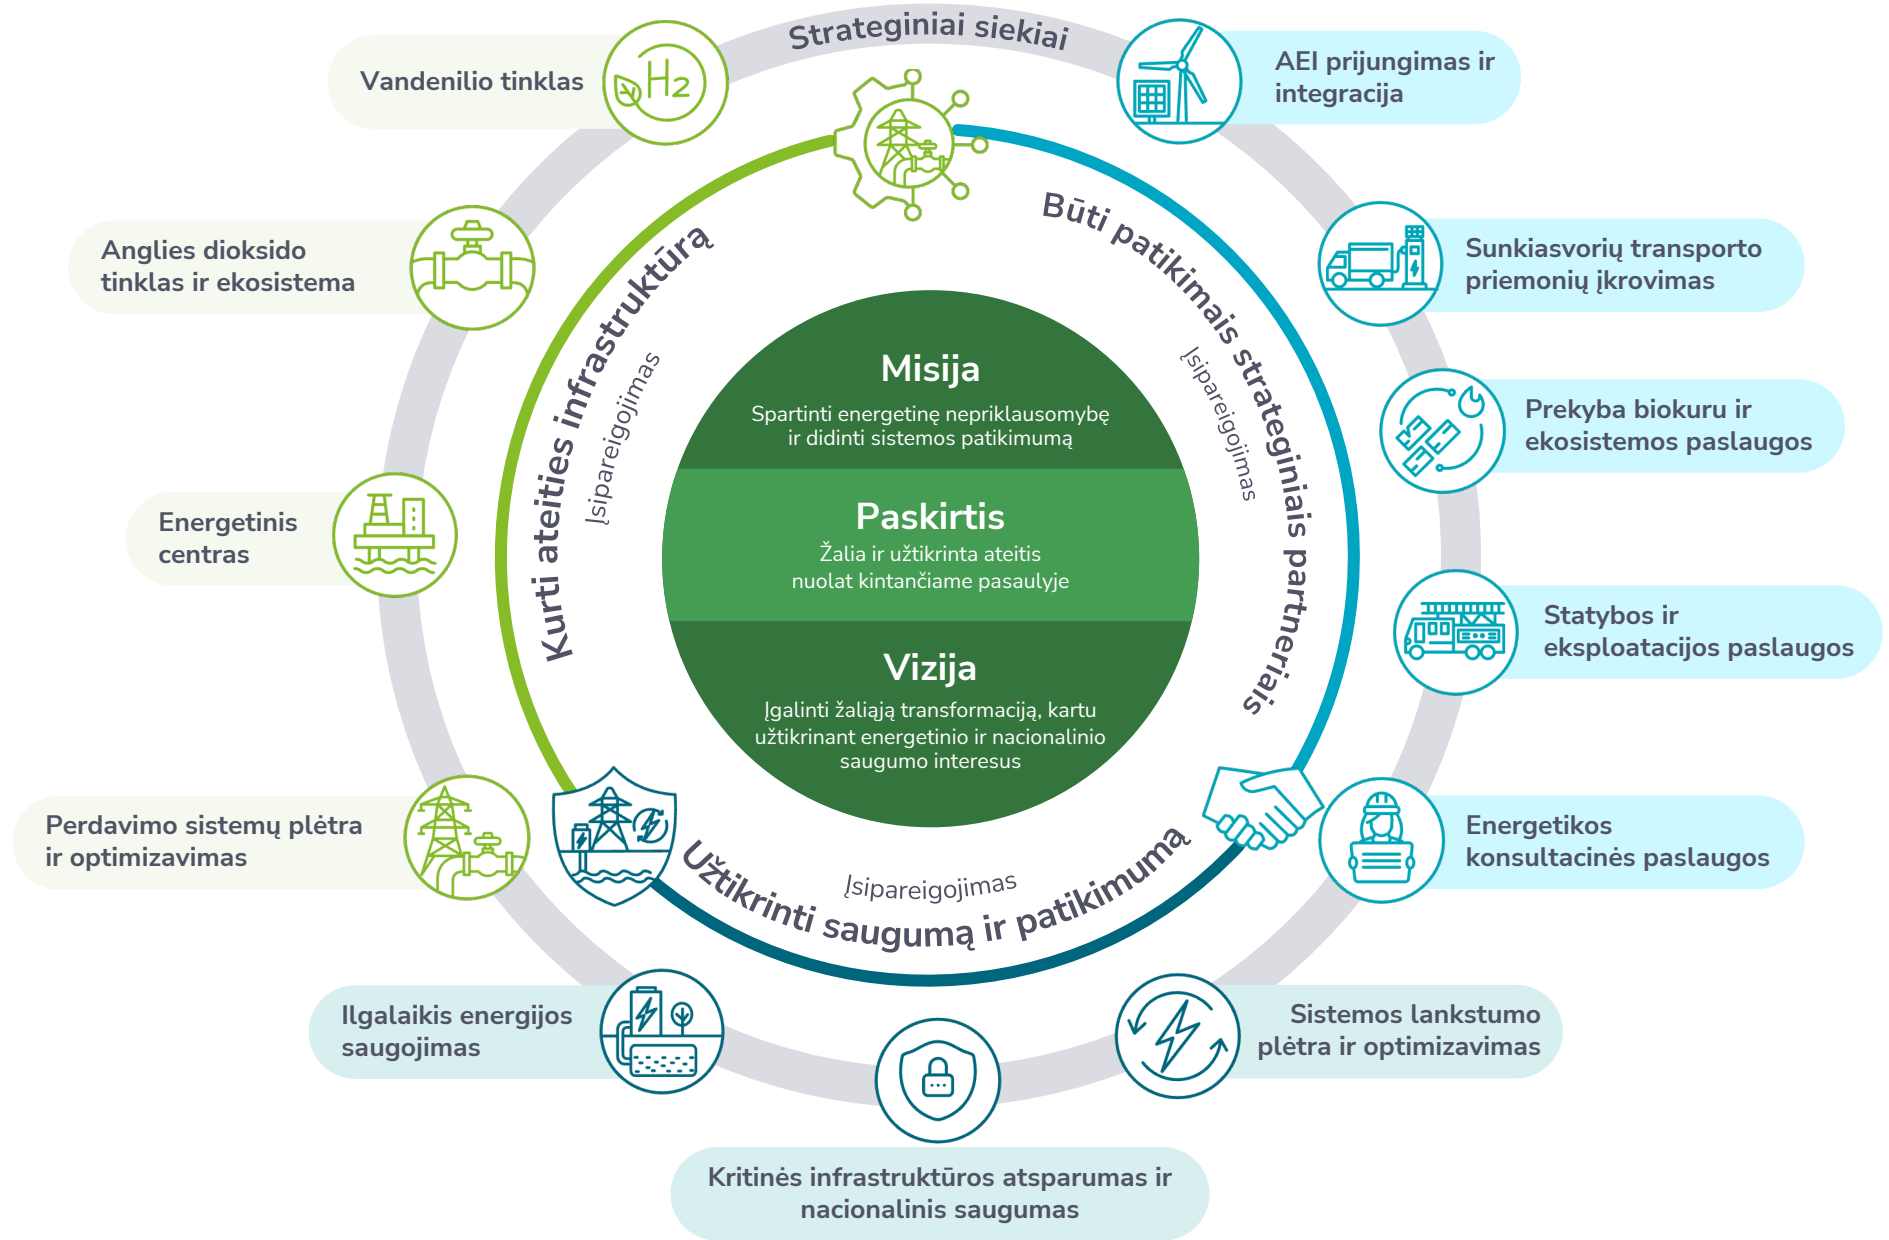 Strateginiai siekiai
Vandenilio tinklas
H2
AEI prijungimas ir
integracija
Anglies dioksido
tinklas ir ekosistema
Sunkiasvorių transporto
priemonių įkrovimas
Energetinis
centras
Prekyba biokuru ir
ekosistemos paslaugos
Perdavimo sistemų plėtra
ir optimizavimas
Statybos ir
eksploatacijos paslaugos
Energetikos
konsultacinės paslaugos
Ilgalaikis energijos
saugojimas
Sistemos lankstumo
plėtra ir optimizavimas
Kritinės infrastruktūros atsparumas ir
nacionalinis saugumas
Kurti ateities infrastruktūrą
Įsipareigojimas
Būti patikimais strateginiais partneriais
Įsipareigojimas
Įsipareigojimas
Užtikrinti saugumą ir patikimumą
Misija
Spartinti energetinę nepriklausomybę
ir didinti sistemos patikimumą
Paskirtis
Žalia ir užtikrinta ateitis
nuolat kintančiame pasaulyje
Vizija
Įgalinti žaliąją transformaciją, kartu
užtikrinant energetinio ir nacionalinio
saugumo interesus